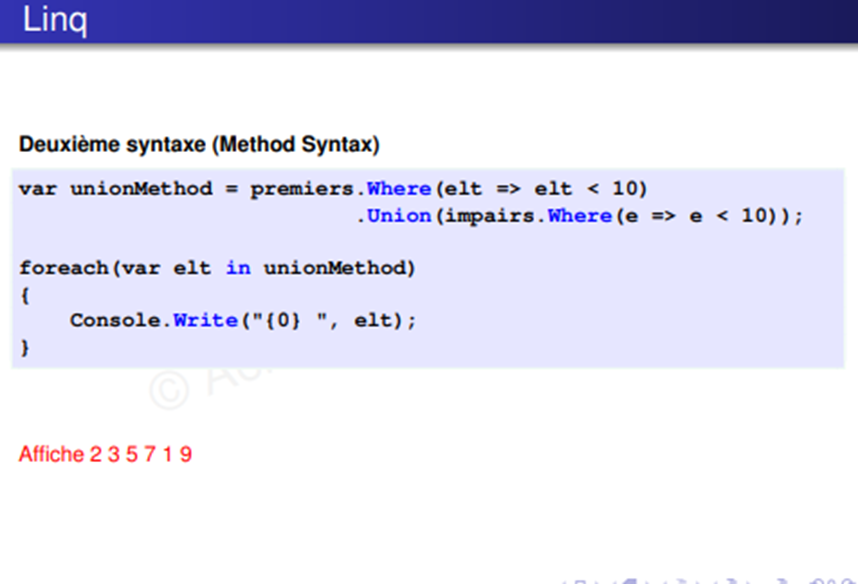 Linq
Deuxième syntaxe (Method Syntax)
var unionMethod = premiers.Where(elt => elt < 10)
.Union(impairs.Where(e => e < 10));
foreach(var elt in unionMethod)
{
Console.Write("{0} ", elt);
}
©
Affiche 2 3 5 7 1 9